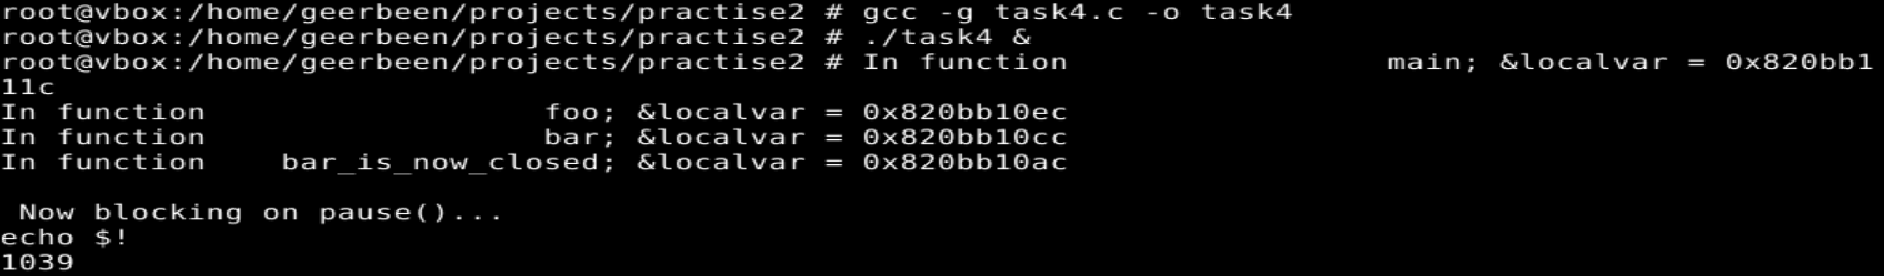 root@vbox:/home/geerbeen/projects/practise2 # gcc -g task4.c -o task4
root@vbox:/home/geerbeen/projects/practise2 # ./task4 &
root@vbox:/home/geerbeen/projects/practise2 # In function                 main; &localvar = 0x820bb1
11c
In function                  foo; &localvar = 0x820bb10ec
In function                  bar; &localvar = 0x820bb10cc
In function    bar_is_now_closed; &localvar = 0x820bb10ac
 Now blocking on pause()...
echo $!
1039